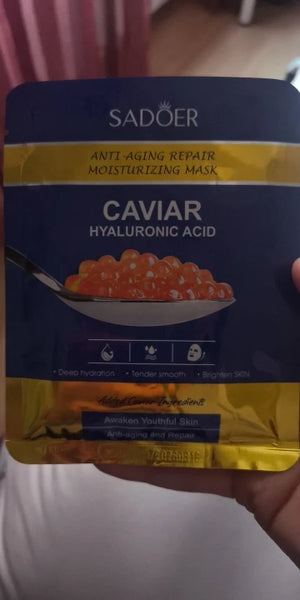 SADOER
ANTI-AGING REPAIR
MOISTURIZING MASK
CAVIAR
HYALURONIC ACID
• Deep hydration • Tender smooth • Brighten SKIN
Added Caviar Ingredients
Awaken Youthful Skin
Anti-aging and Repair